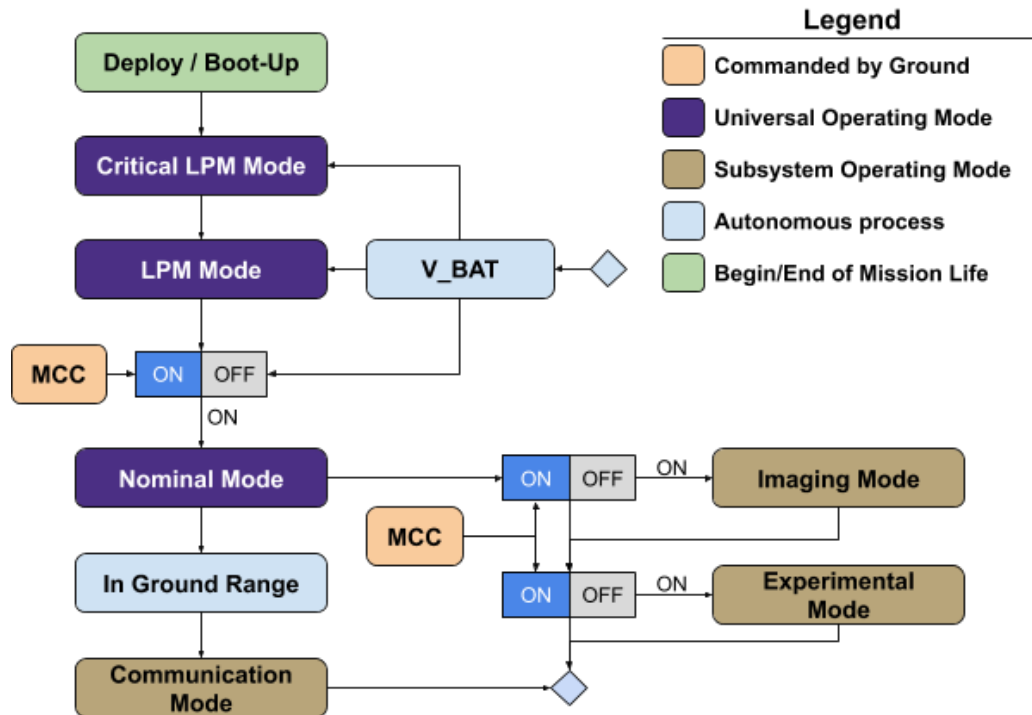 Legend
Deploy / Boot-Up
Commanded by Ground
Universal Operating Mode
Critical LPM Mode
Subsystem Operating Mode
Autonomous process
LPM Mode
V_BAT
Begin/End of Mission Life
MCC
ON
OFF
ON
Nominal Mode
ON
OFF
ON
Imaging Mode
MCC
In Ground Range
ON
OFF
ON
Experimental
Mode
Communication
Mode